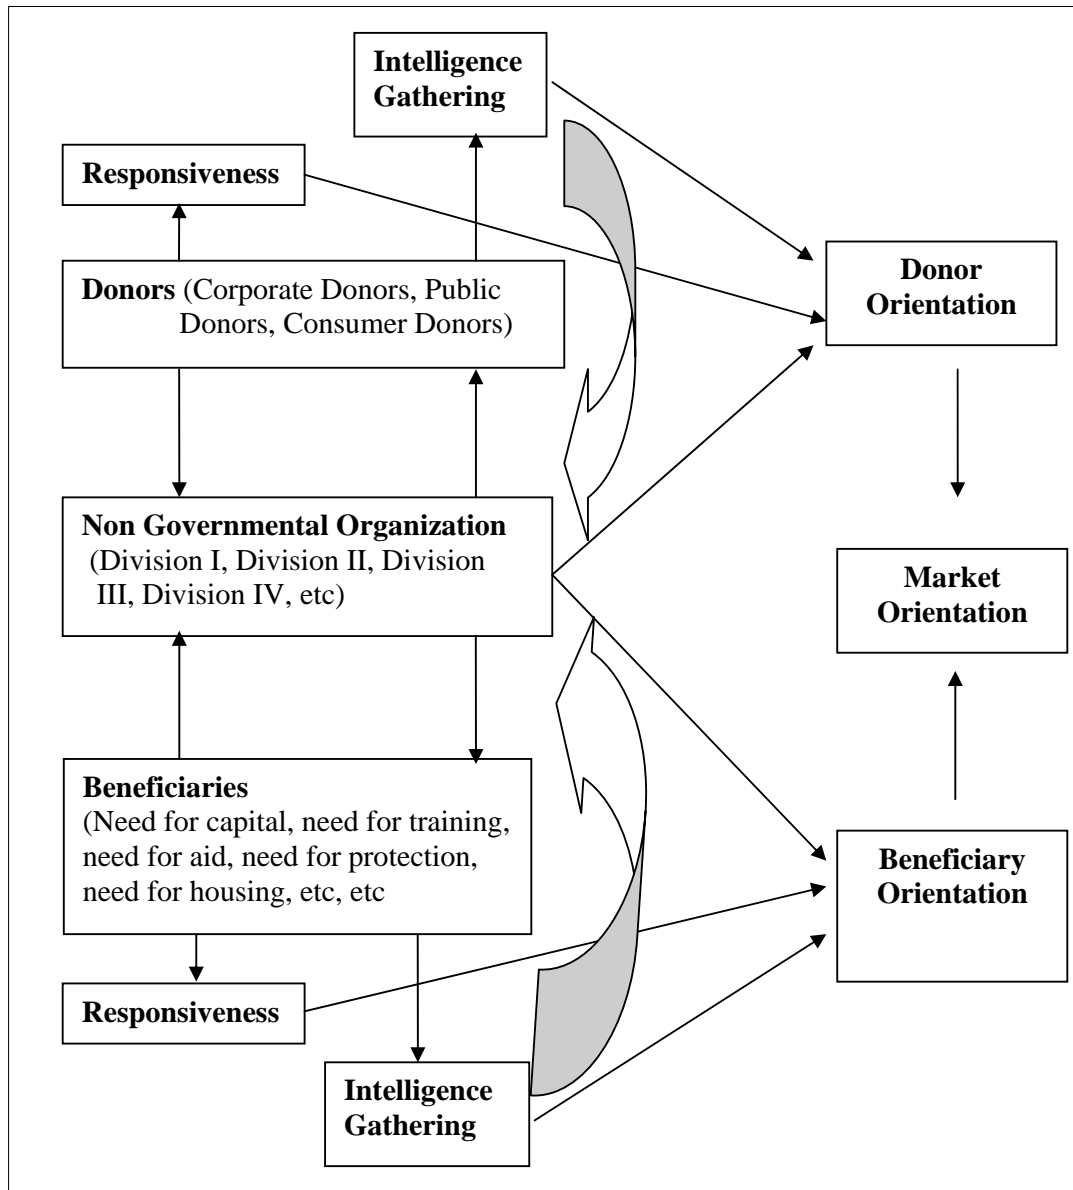 Intelligence
Gathering
Responsiveness
Donors (Corporate Donors, Public
Donors, Consumer Donors)
Donor
Orientation
Non Governmental Organization
(Division I, Division II, Division
III, Division IV, etc)
Market
Orientation
Beneficiaries
(Need for capital, need for training,
need for aid, need for protection,
need for housing, etc, etc
Beneficiary
Orientation
Responsiveness
Intelligence
Gathering